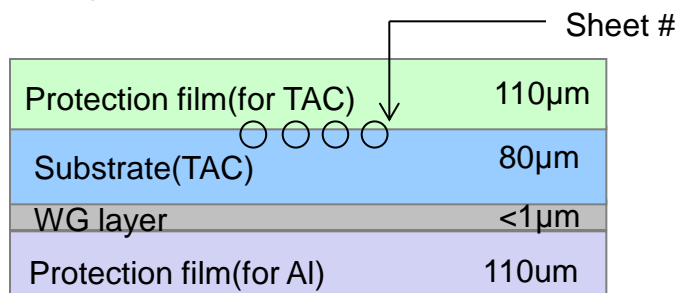 Sheet #
Protection film(for TAC) 110µm
Substrate(TAC) 80µm
WG layer <1µm
Protection film(for Al) 110um